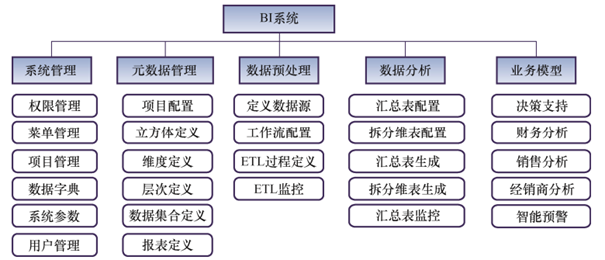 BI系统
系统管理
元数据管理
数据预处理
数据分析
业务模型
权限管理
项目配置
定义数据源
汇总表配置
决策支持
菜单管理
立方体定义
工作流配置
拆分维表配置
财务分析
项目管理
维度定义
ETL过程定义
汇总表生成
销售分析
数据字典
层次定义
ETL监控
拆分维表生成
经销商分析
系统参数
数据集合定义
汇总表监控
智能预警
用户管理
报表定义